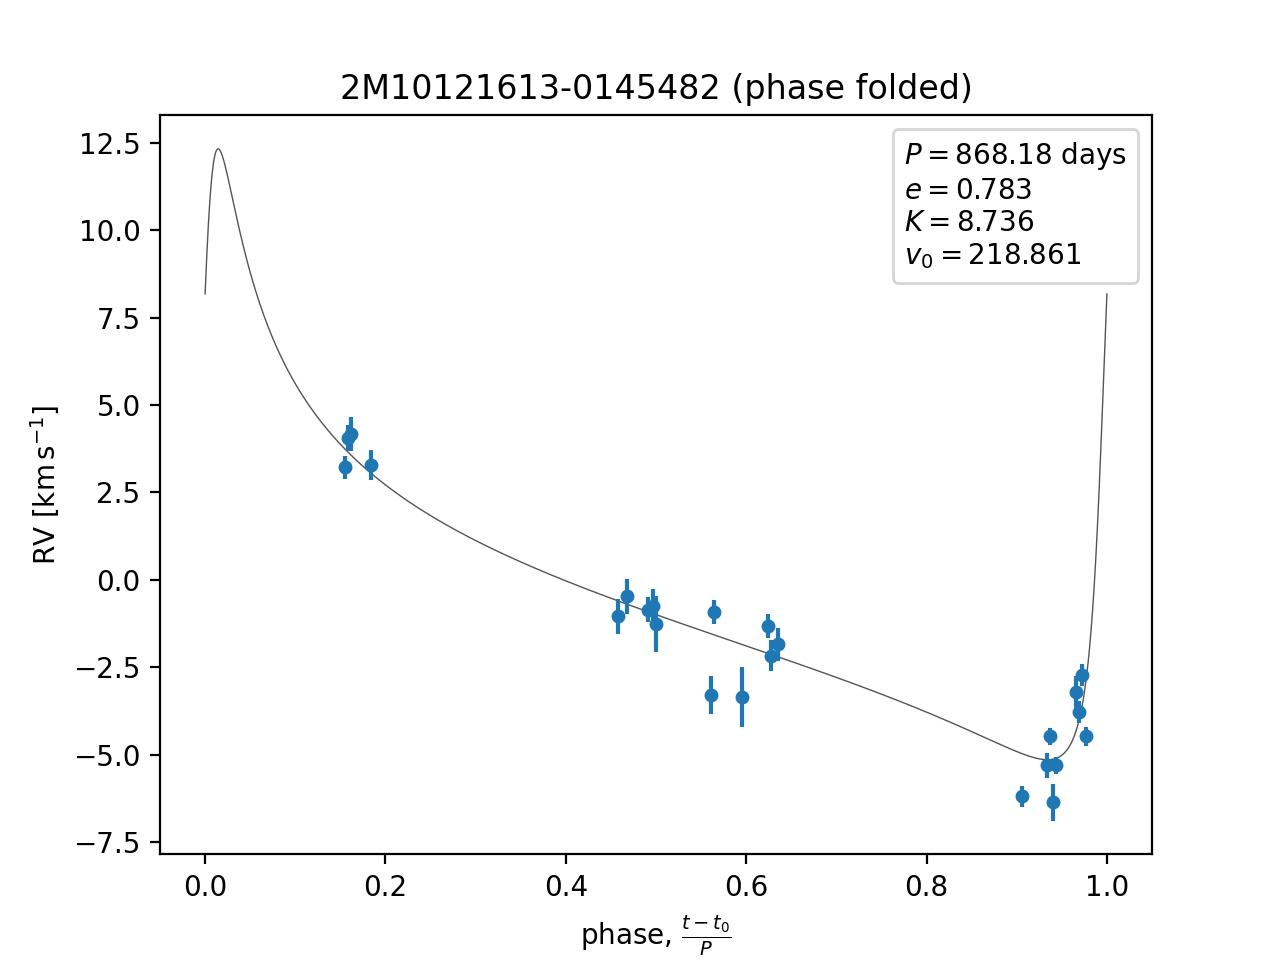 2M10121613-0145482 (phase folded)
P = 868.18 days
e = 0.783
K = 8.736
v₀ = 218.861
12.5
10.0
7.5
5.0
2.5
0.0
−2.5
−5.0
−7.5
RV [km s⁻¹]
0.0 0.2 0.4 0.6 0.8 1.0
phase, (t − t₀)/P